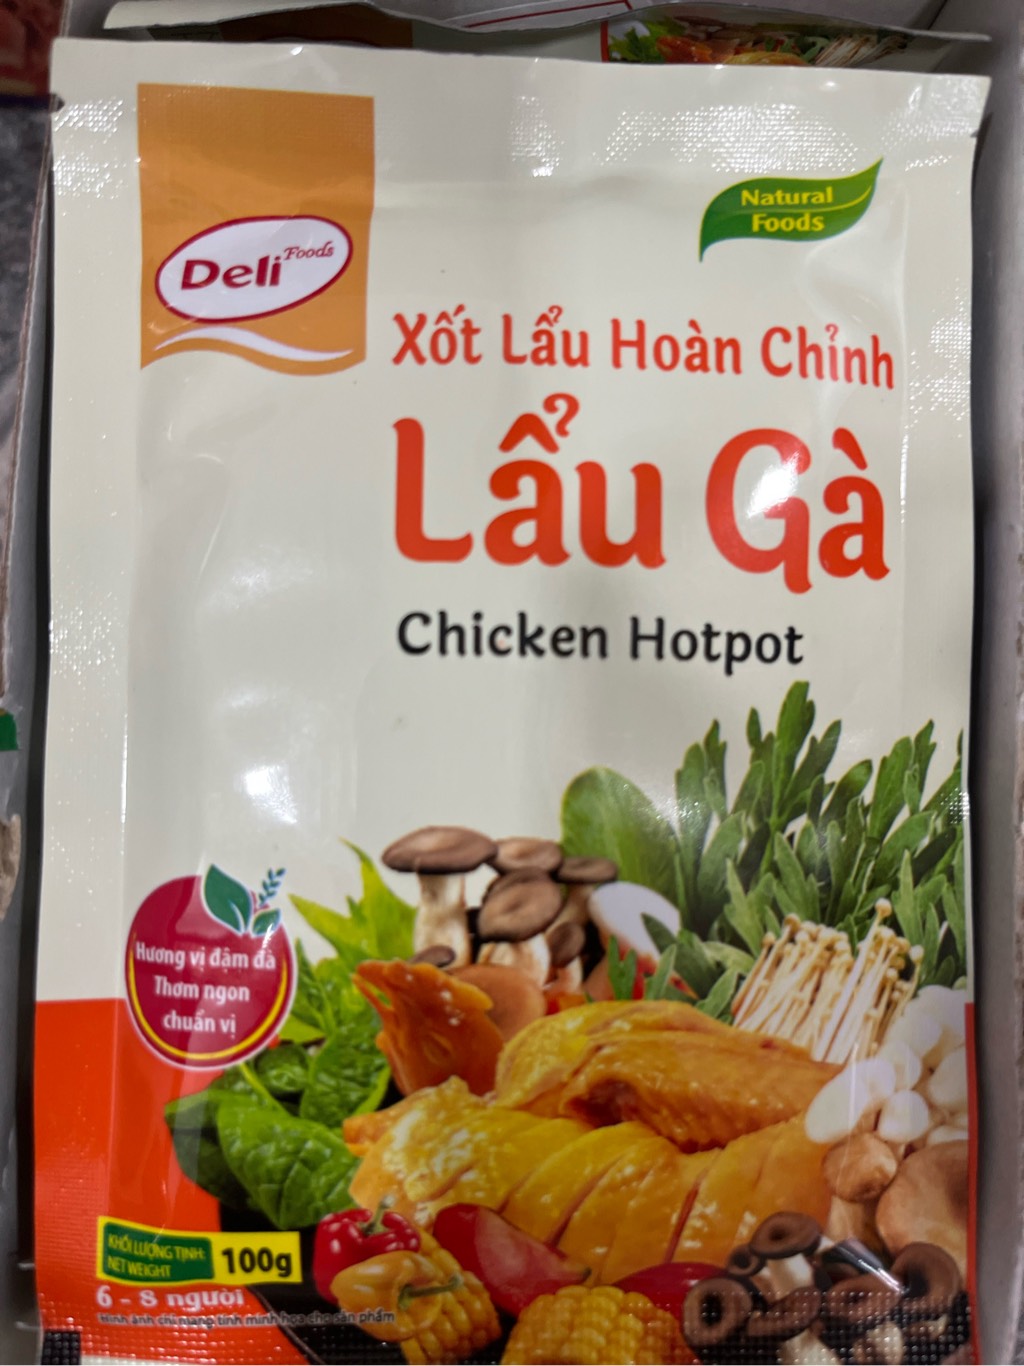 Deli Foods
Natural
Foods
Xốt Lẩu Hoàn Chỉnh
Lẩu Gà
Chicken Hotpot
Hương vị đậm đà
Thơm ngon
chuẩn vị
KHỐI LƯỢNG TỊNH:
NET WEIGHT
100g
6 - 8 người
Hình ảnh chỉ mang tính minh họa cho sản phẩm